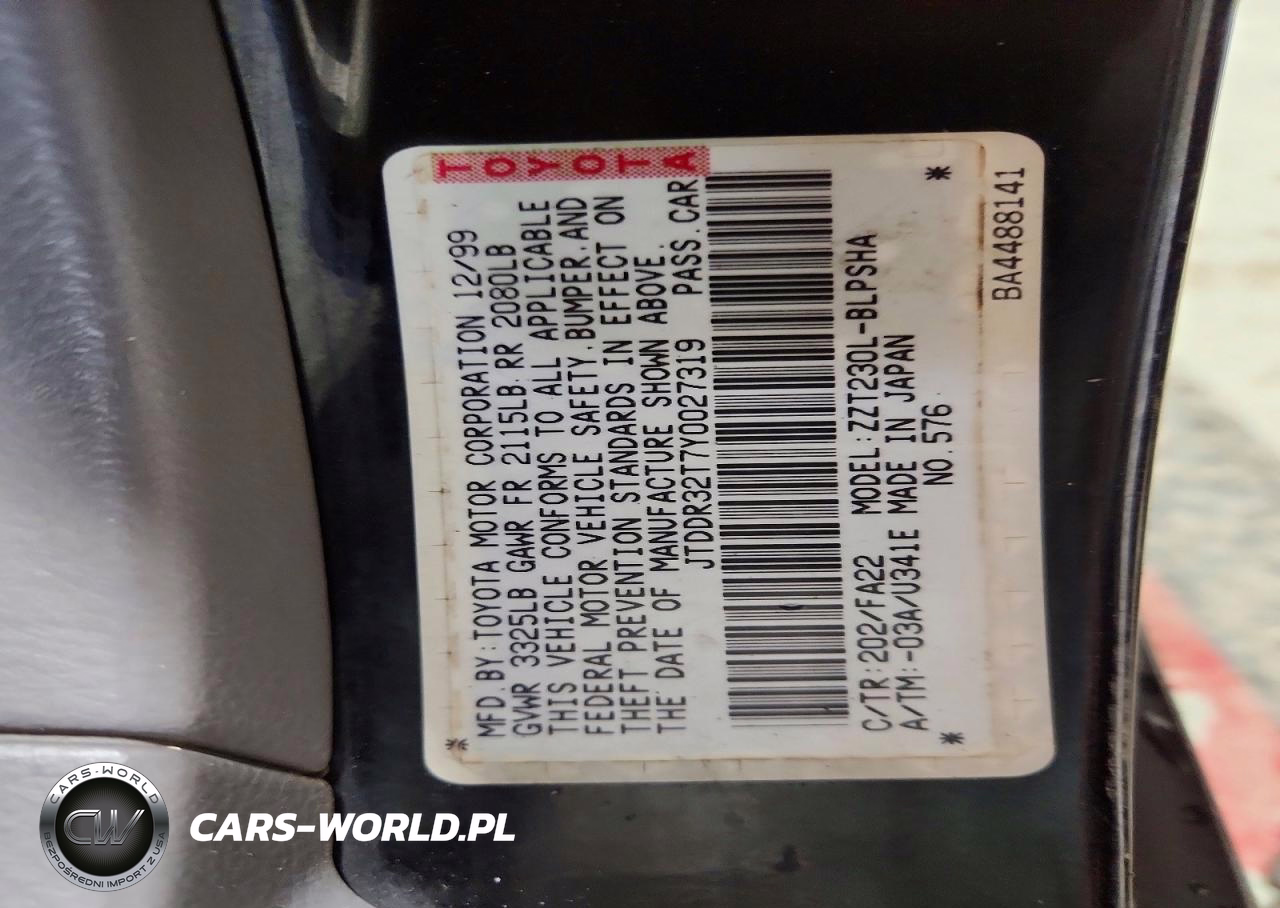 TOYOTA
MFD.BY:TOYOTA MOTOR CORPORATION 12/99
GVWR 3325LB GAWR FR 2115LB RR 2080LB
THIS VEHICLE CONFORMS TO ALL APPLICABLE
FEDERAL MOTOR VEHICLE SAFETY.BUMPER.AND
THEFT PREVENTION STANDARDS IN EFFECT ON
THE DATE OF MANUFACTURE SHOWN ABOVE.
JTDDR32T7Y0027319 PASS.CAR
C/TR:202/FA22 MODEL:ZZT230L-BLPSHA
A/TM:-03A/U341E MADE IN JAPAN
NO.576
BA4488141
CARS-WORLD
CW
BEZPOŚREDNI IMPORT Z USA
CARS-WORLD.PL